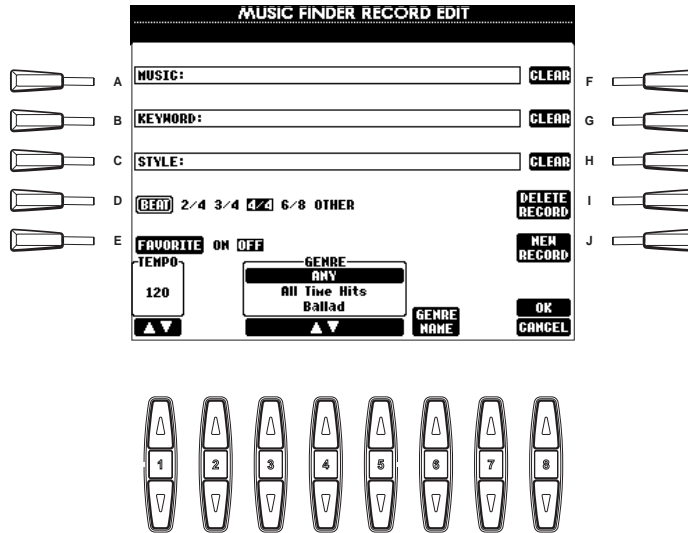 MUSIC FINDER RECORD EDIT
A MUSIC: CLEAR F
B KEYWORD: CLEAR G
C STYLE: CLEAR H
D BEAT 2/4 3/4 4/4 6/8 OTHER DELETE RECORD I
E FAVORITE ON OFF NEW RECORD J
TEMPO GENRE
ANY
120 All Time Hits
Ballad
GENRE NAME
OK
CANCEL
1 2 3 4 5 6 7 8